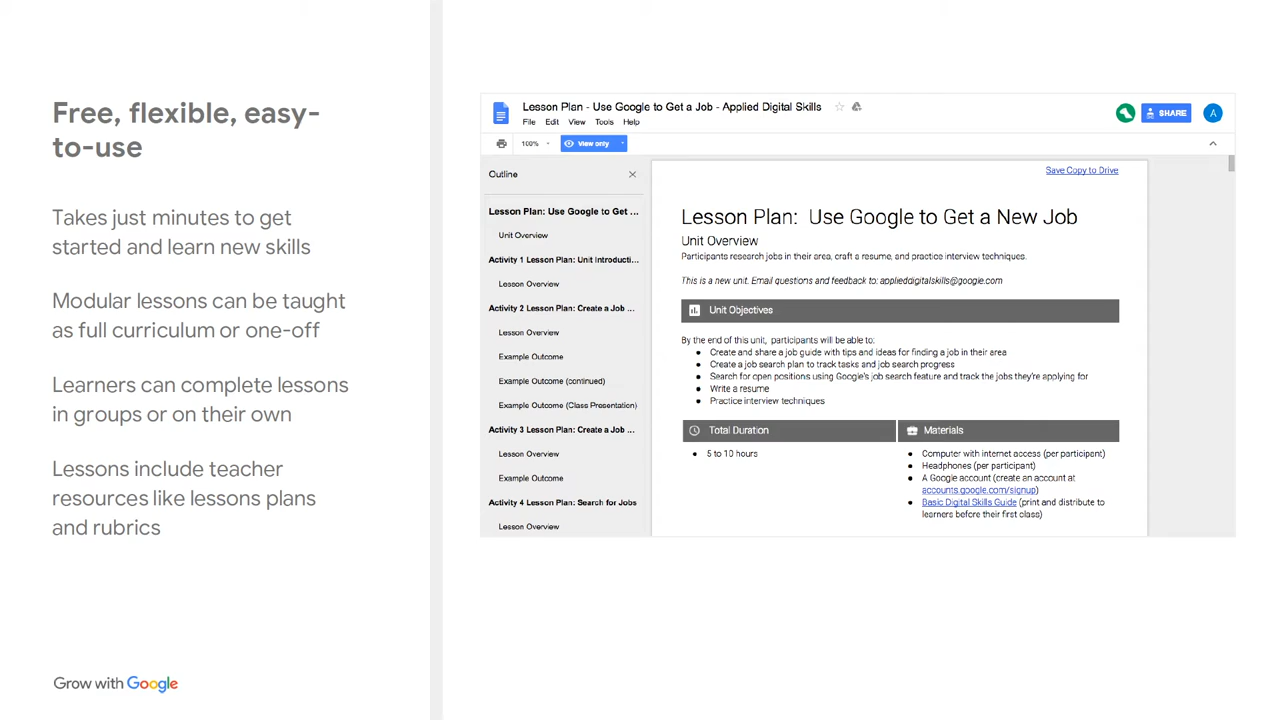 Free, flexible, easy-
to-use
Takes just minutes to get
started and learn new skills
Modular lessons can be taught
as full curriculum or one-off
Learners can complete lessons
in groups or on their own
Lessons include teacher
resources like lessons plans
and rubrics
Grow with Google
Lesson Plan - Use Google to Get a Job - Applied Digital Skills
File Edit View Tools Help
SHARE
A
100%
View only
Outline
Lesson Plan: Use Google to Get ...
Unit Overview
Activity 1 Lesson Plan: Unit Introducti...
Lesson Overview
Activity 2 Lesson Plan: Create a Job ...
Lesson Overview
Example Outcome
Example Outcome (continued)
Example Outcome (Class Presentation)
Activity 3 Lesson Plan: Create a Job ...
Lesson Overview
Example Outcome
Activity 4 Lesson Plan: Search for Jobs
Lesson Overview
Save Copy to Drive
Lesson Plan: Use Google to Get a New Job
Unit Overview
Participants research jobs in their area, craft a resume, and practice interview techniques.
This is a new unit. Email questions and feedback to: applieddigitalskills@google.com
Unit Objectives
By the end of this unit, participants will be able to:
● Create and share a job guide with tips and ideas for finding a job in their area
● Create a job search plan to track tasks and job search progress
● Search for open positions using Google's job search feature and track the jobs they're applying for
● Write a resume
● Practice interview techniques
Total Duration
● 5 to 10 hours
Materials
● Computer with internet access (per participant)
● Headphones (per participant)
● A Google account (create an account at
accounts.google.com/signup)
● Basic Digital Skills Guide (print and distribute to
learners before their first class)